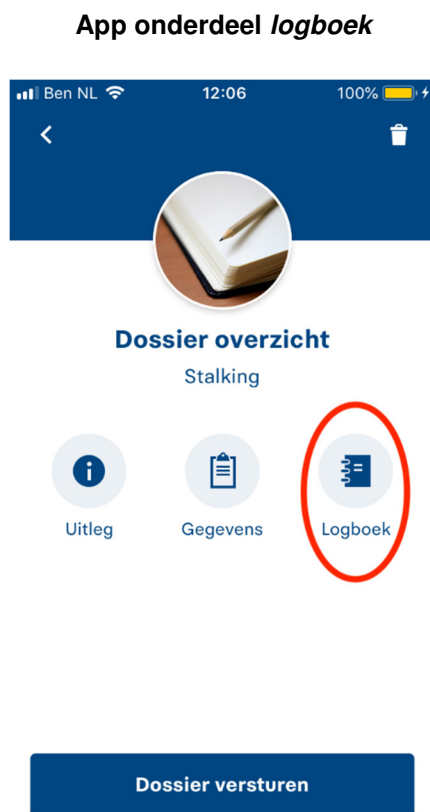 App onderdeel logboek
Ben NL 12:06 100%
Dossier overzicht
Stalking
Uitleg Gegevens Logboek
Dossier versturen